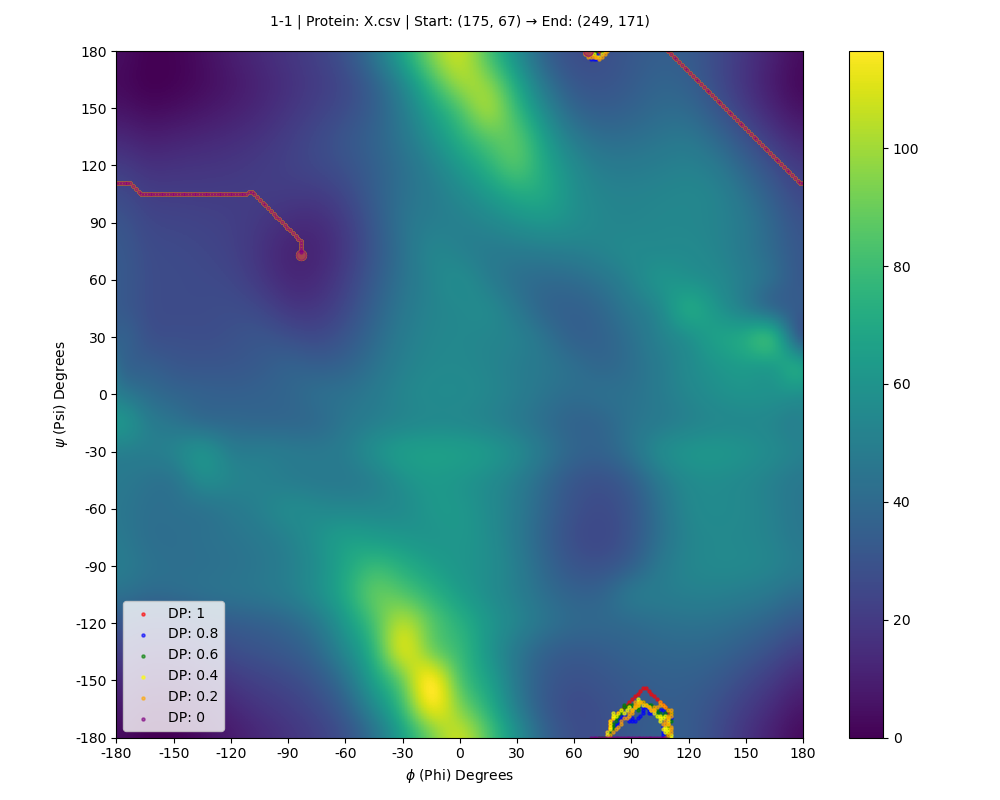 1-1 | Protein: X.csv | Start: (175, 67) → End: (249, 171)
180
150
120
90
60
30
0
-30
-60
-90
-120
-150
-180
ψ (Psi) Degrees
DP: 1
DP: 0.8
DP: 0.6
DP: 0.4
DP: 0.2
DP: 0
-180 -150 -120 -90 -60 -30 0 30 60 90 120 150 180
ϕ (Phi) Degrees
100
80
60
40
20
0